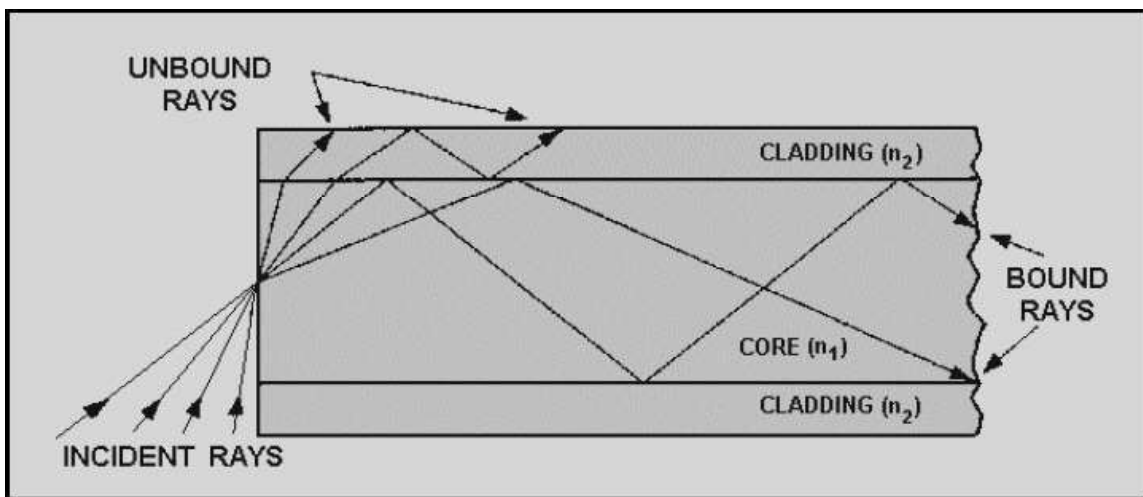 UNBOUND
RAYS
CLADDING (n₂)
BOUND
RAYS
CORE (n₁)
CLADDING (n₂)
INCIDENT RAYS